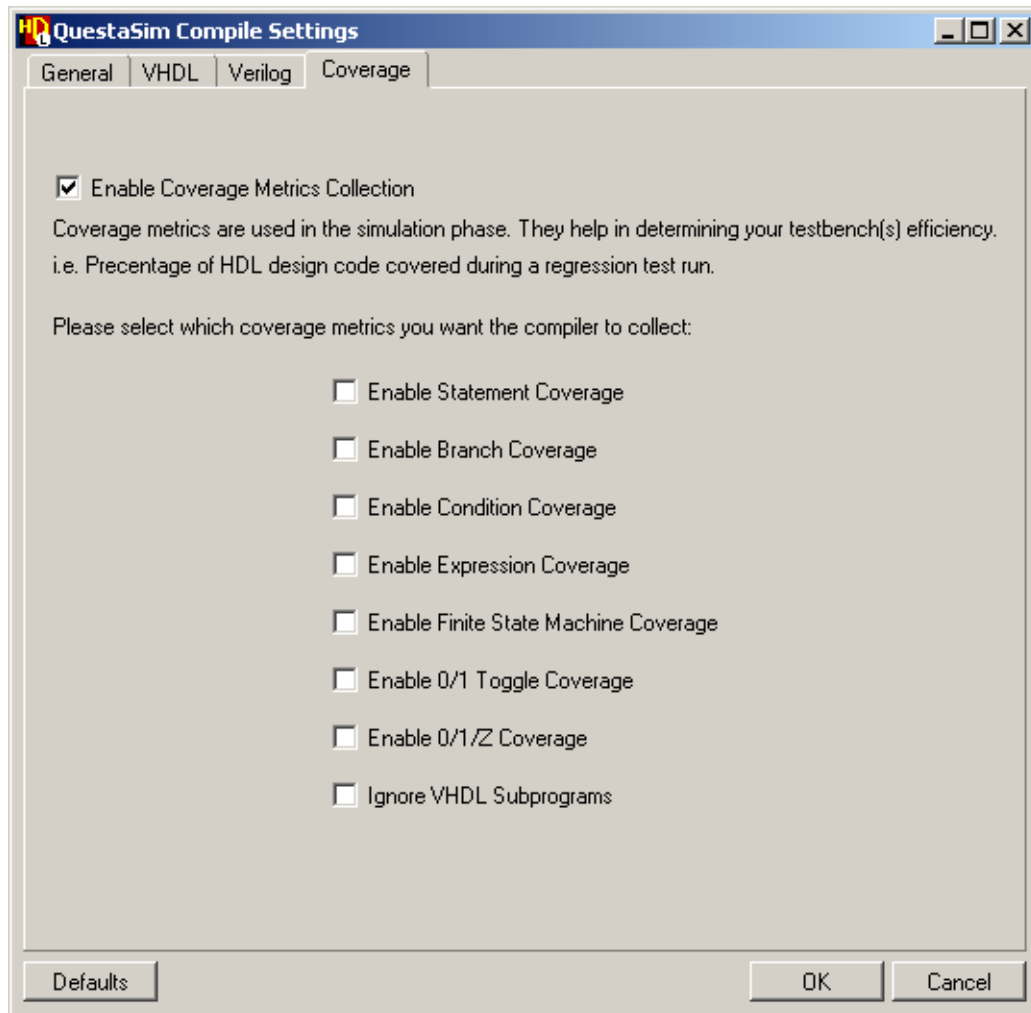 QuestaSim Compile Settings
General VHDL Verilog Coverage
Enable Coverage Metrics Collection
Coverage metrics are used in the simulation phase. They help in determining your testbench(s) efficiency.
i.e. Precentage of HDL design code covered during a regression test run.
Please select which coverage metrics you want the compiler to collect:
Enable Statement Coverage
Enable Branch Coverage
Enable Condition Coverage
Enable Expression Coverage
Enable Finite State Machine Coverage
Enable 0/1 Toggle Coverage
Enable 0/1/Z Coverage
Ignore VHDL Subprograms
Defaults OK Cancel